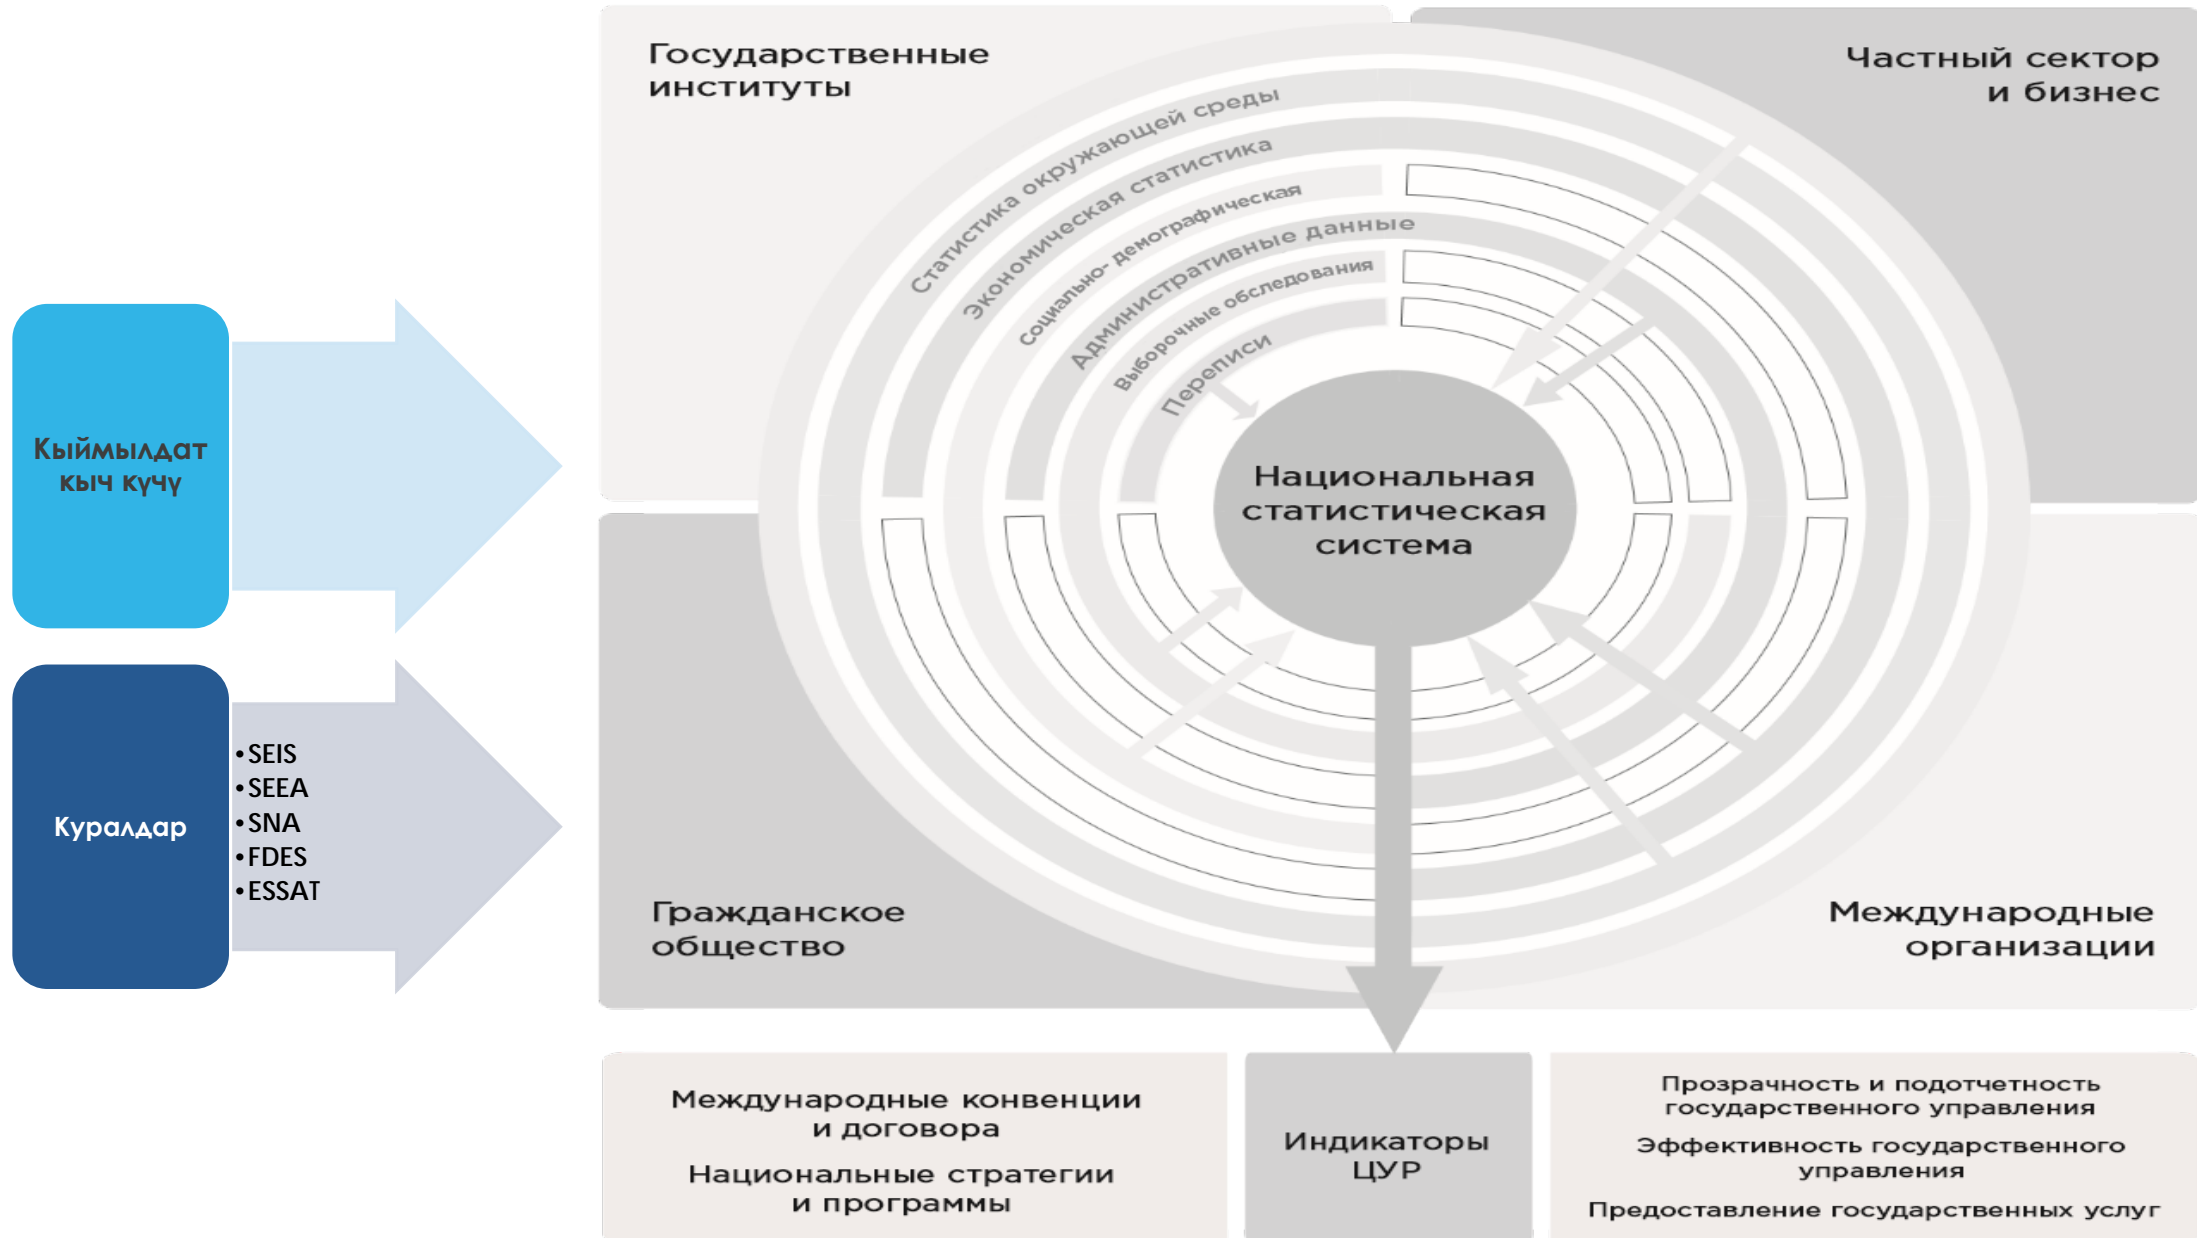 Кыймылдат
кыч күчү
Куралдар
•SEIS
•SEEA
•SNA
•FDES
•ESSAT
Государственные
институты
Частный сектор
и бизнес
Статистика окружающей среды
Экономическая статистика
Социально- демографическая
Административные данные
Выборочные обследования
Переписи
Национальная
статистическая
система
Гражданское
общество
Международные
организации
Международные конвенции
и договора
Национальные стратегии
и программы
Индикаторы
ЦУР
Прозрачность и подотчетность
государственного управления
Эффективность государственного
управления
Предоставление государственных услуг